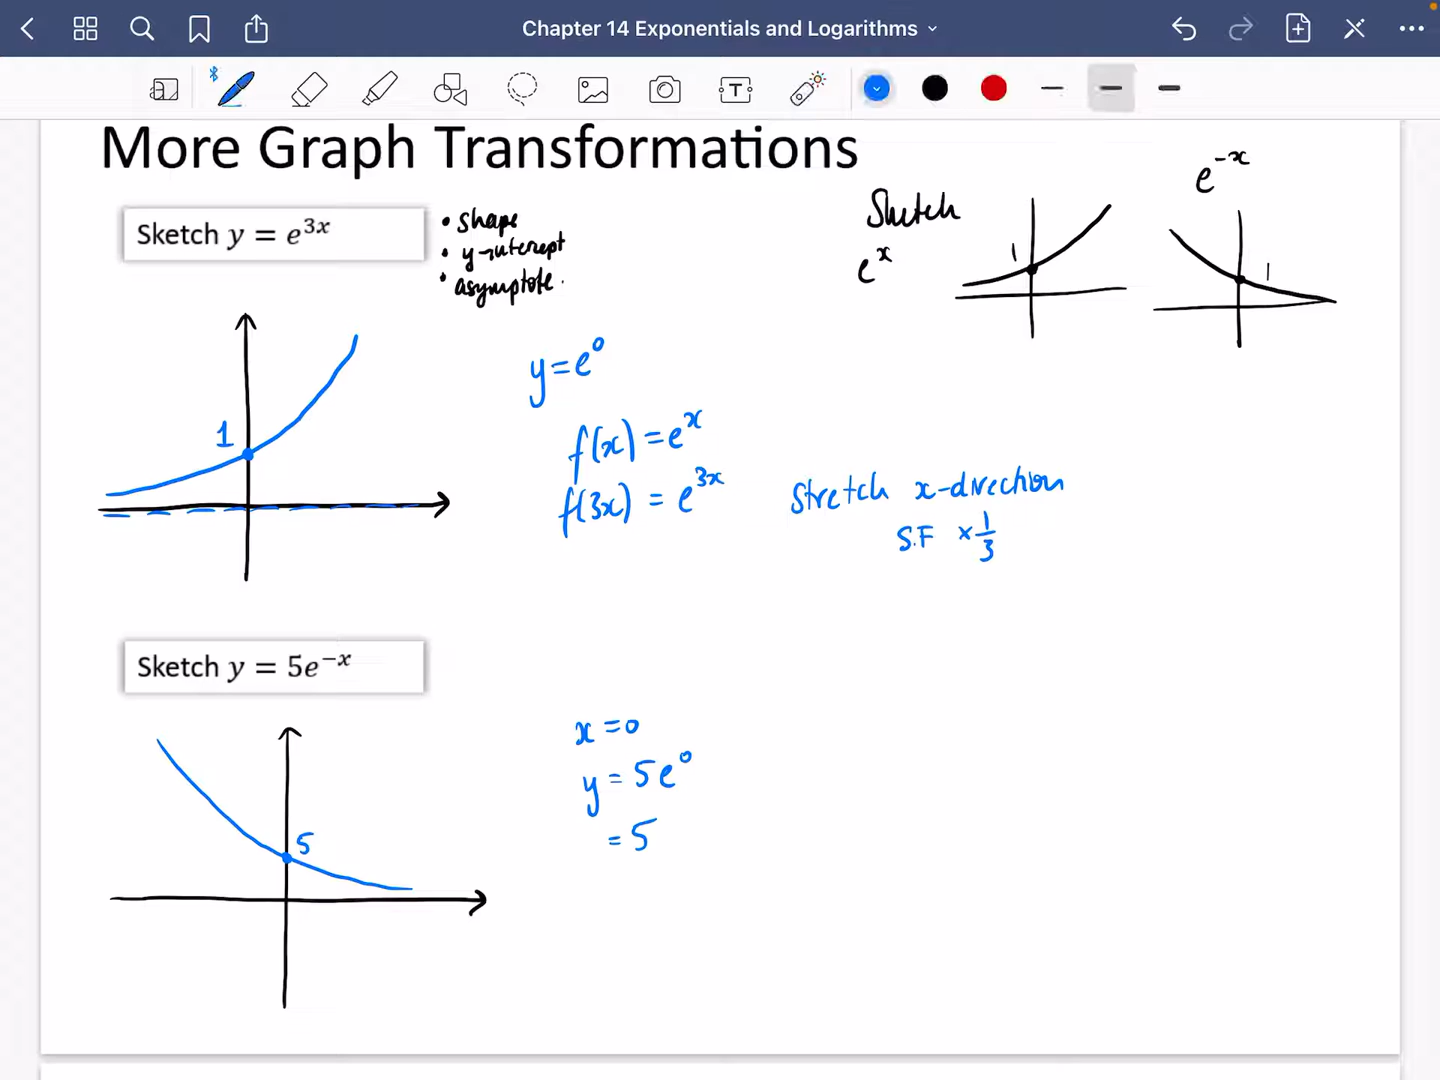 Chapter 14 Exponentials and Logarithms
T
More Graph Transformations
Sketch y = e^{3x}
• shape
• y-intercept
• asymptote.
Sketch
e^x
1
e^{-x}
1
1
y = e^0
f(x) = e^x
f(3x) = e^{3x}
Stretch x-direction
S.F × 1/3
Sketch y = 5e^{-x}
5
x = 0
y = 5e^0
= 5